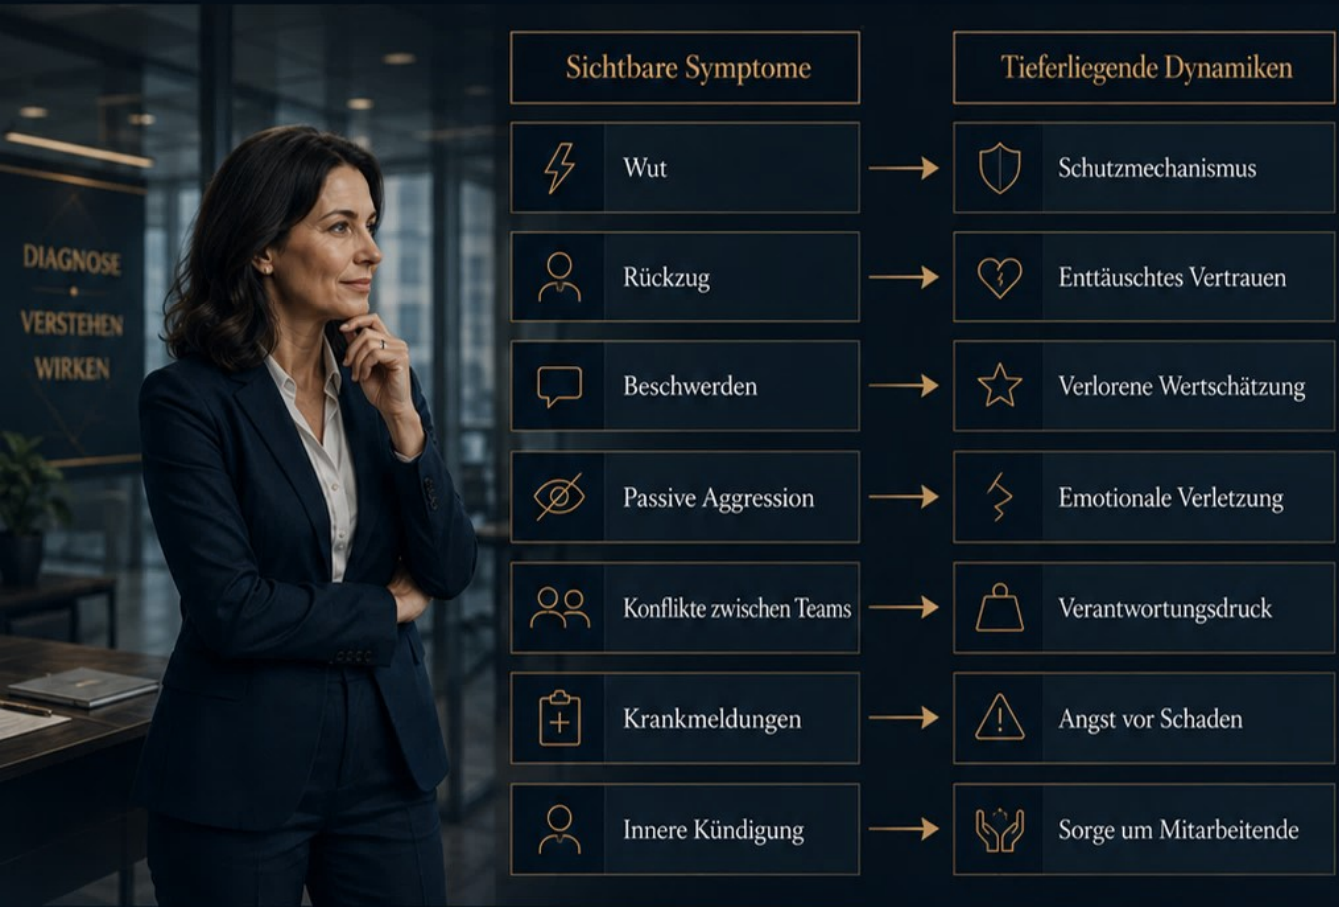 DIAGNOSE
VERSTEHEN
WIRKEN
Sichtbare Symptome
Tieferliegende Dynamiken
Wut
Schutzmechanismus
Rückzug
Enttäuschtes Vertrauen
Beschwerden
Verlorene Wertschätzung
Passive Aggression
Emotionale Verletzung
Konflikte zwischen Teams
Verantwortungsdruck
Krankmeldungen
Angst vor Schaden
Innere Kündigung
Sorge um Mitarbeitende